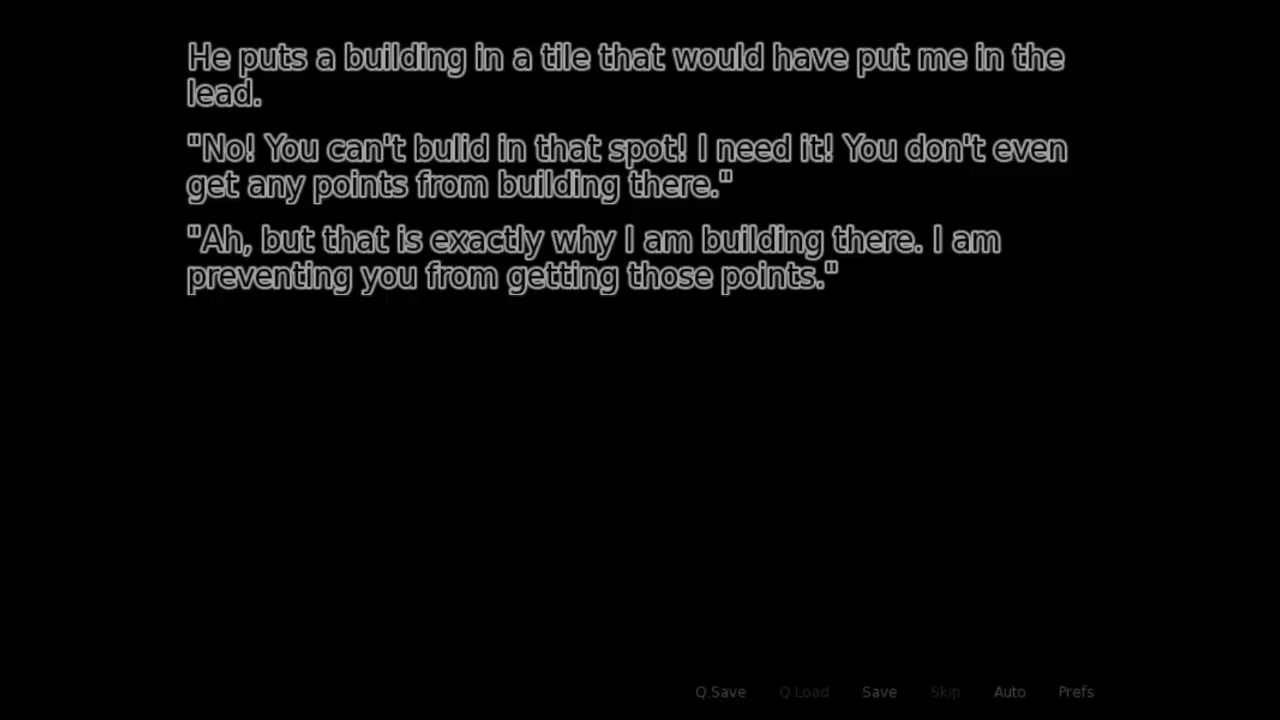 He puts a building in a tile that would have put me in the
lead.
"No! You can't bulid in that spot! I need it! You don't even
get any points from building there."
"Ah, but that is exactly why I am building there. I am
preventing you from getting those points."
Q.Save Q.Load Save Skip Auto Prefs